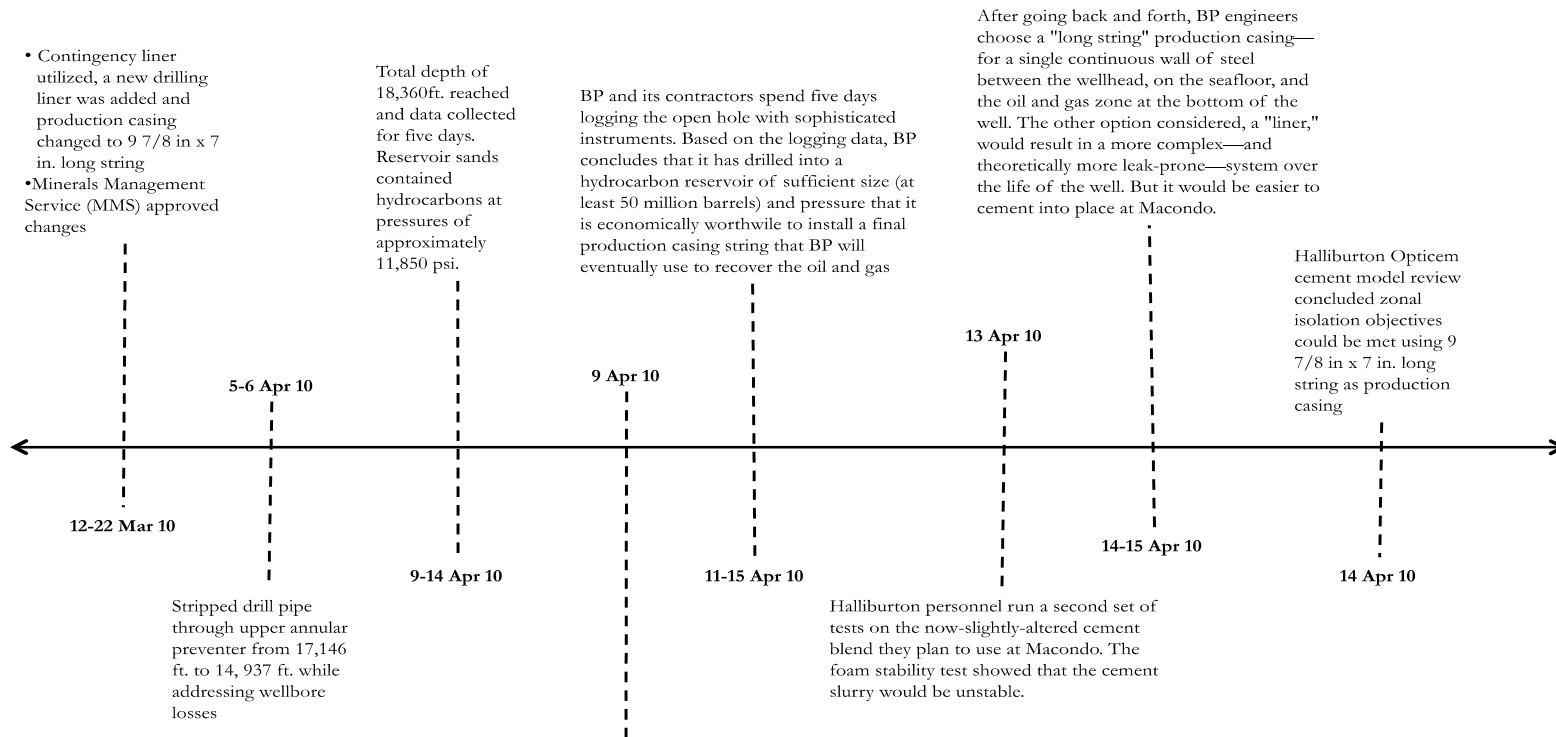 • Contingency liner
utilized, a new drilling
liner was added and
production casing
changed to 9 7/8 in x 7
in. long string
•Minerals Management
Service (MMS) approved
changes
12-22 Mar 10
5-6 Apr 10
Stripped drill pipe
through upper annular
preventer from 17,146
ft. to 14, 937 ft. while
addressing wellbore
losses
Total depth of
18,360ft. reached
and data collected
for five days.
Reservoir sands
contained
hydrocarbons at
pressures of
approximately
11,850 psi.
9-14 Apr 10
9 Apr 10
BP and its contractors spend five days
logging the open hole with sophisticated
instruments. Based on the logging data, BP
concludes that it has drilled into a
hydrocarbon reservoir of sufficient size (at
least 50 million barrels) and pressure that it
is economically worthwile to install a final
production casing string that BP will
eventually use to recover the oil and gas
11-15 Apr 10
13 Apr 10
Halliburton personnel run a second set of
tests on the now-slightly-altered cement
blend they plan to use at Macondo. The
foam stability test showed that the cement
slurry would be unstable.
After going back and forth, BP engineers
choose a "long string" production casing—
for a single continuous wall of steel
between the wellhead, on the seafloor, and
the oil and gas zone at the bottom of the
well. The other option considered, a "liner,"
would result in a more complex—and
theoretically more leak-prone—system over
the life of the well. But it would be easier to
cement into place at Macondo.
14-15 Apr 10
Halliburton Opticem
cement model review
concluded zonal
isolation objectives
could be met using 9
7/8 in x 7 in. long
string as production
casing
14 Apr 10